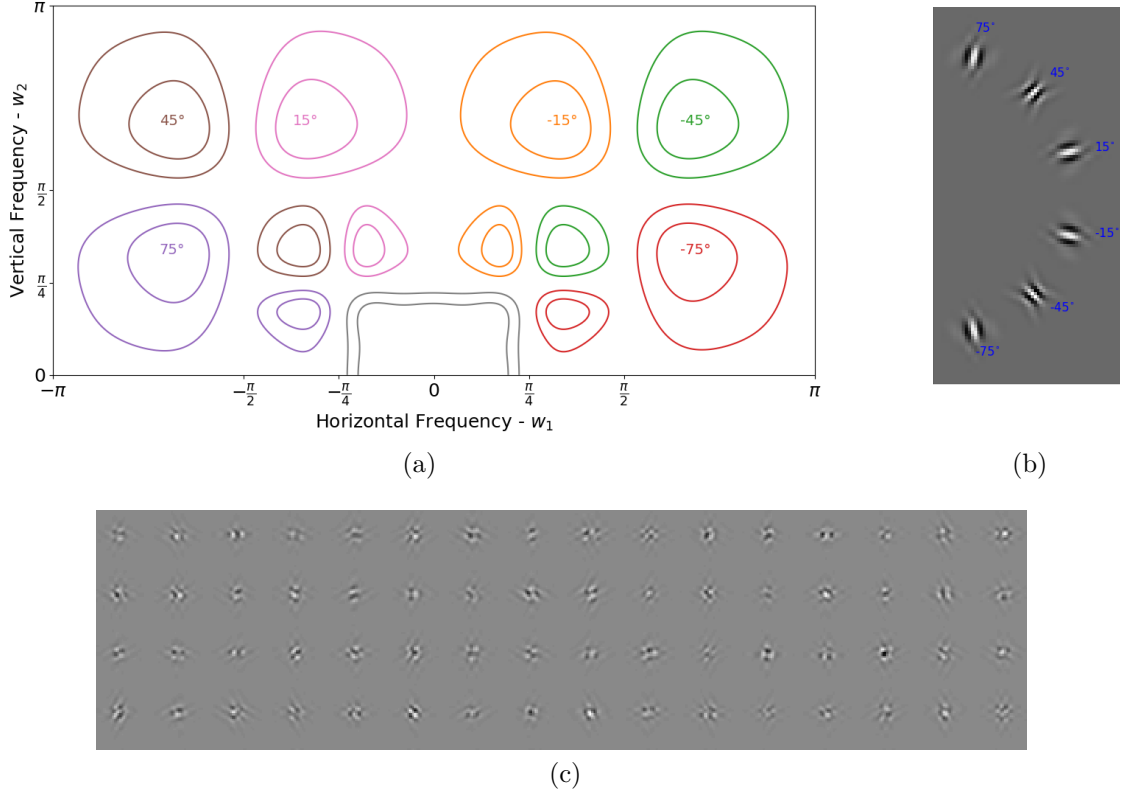 π
π/2
π/4
0
Vertical Frequency - w₂
45°
15°
-15°
-45°
75°
-75°
-π
-π/2
-π/4
0
π/4
π/2
π
Horizontal Frequency - w₁
(a)
75°
45°
15°
-15°
-45°
-75°
(b)
(c)